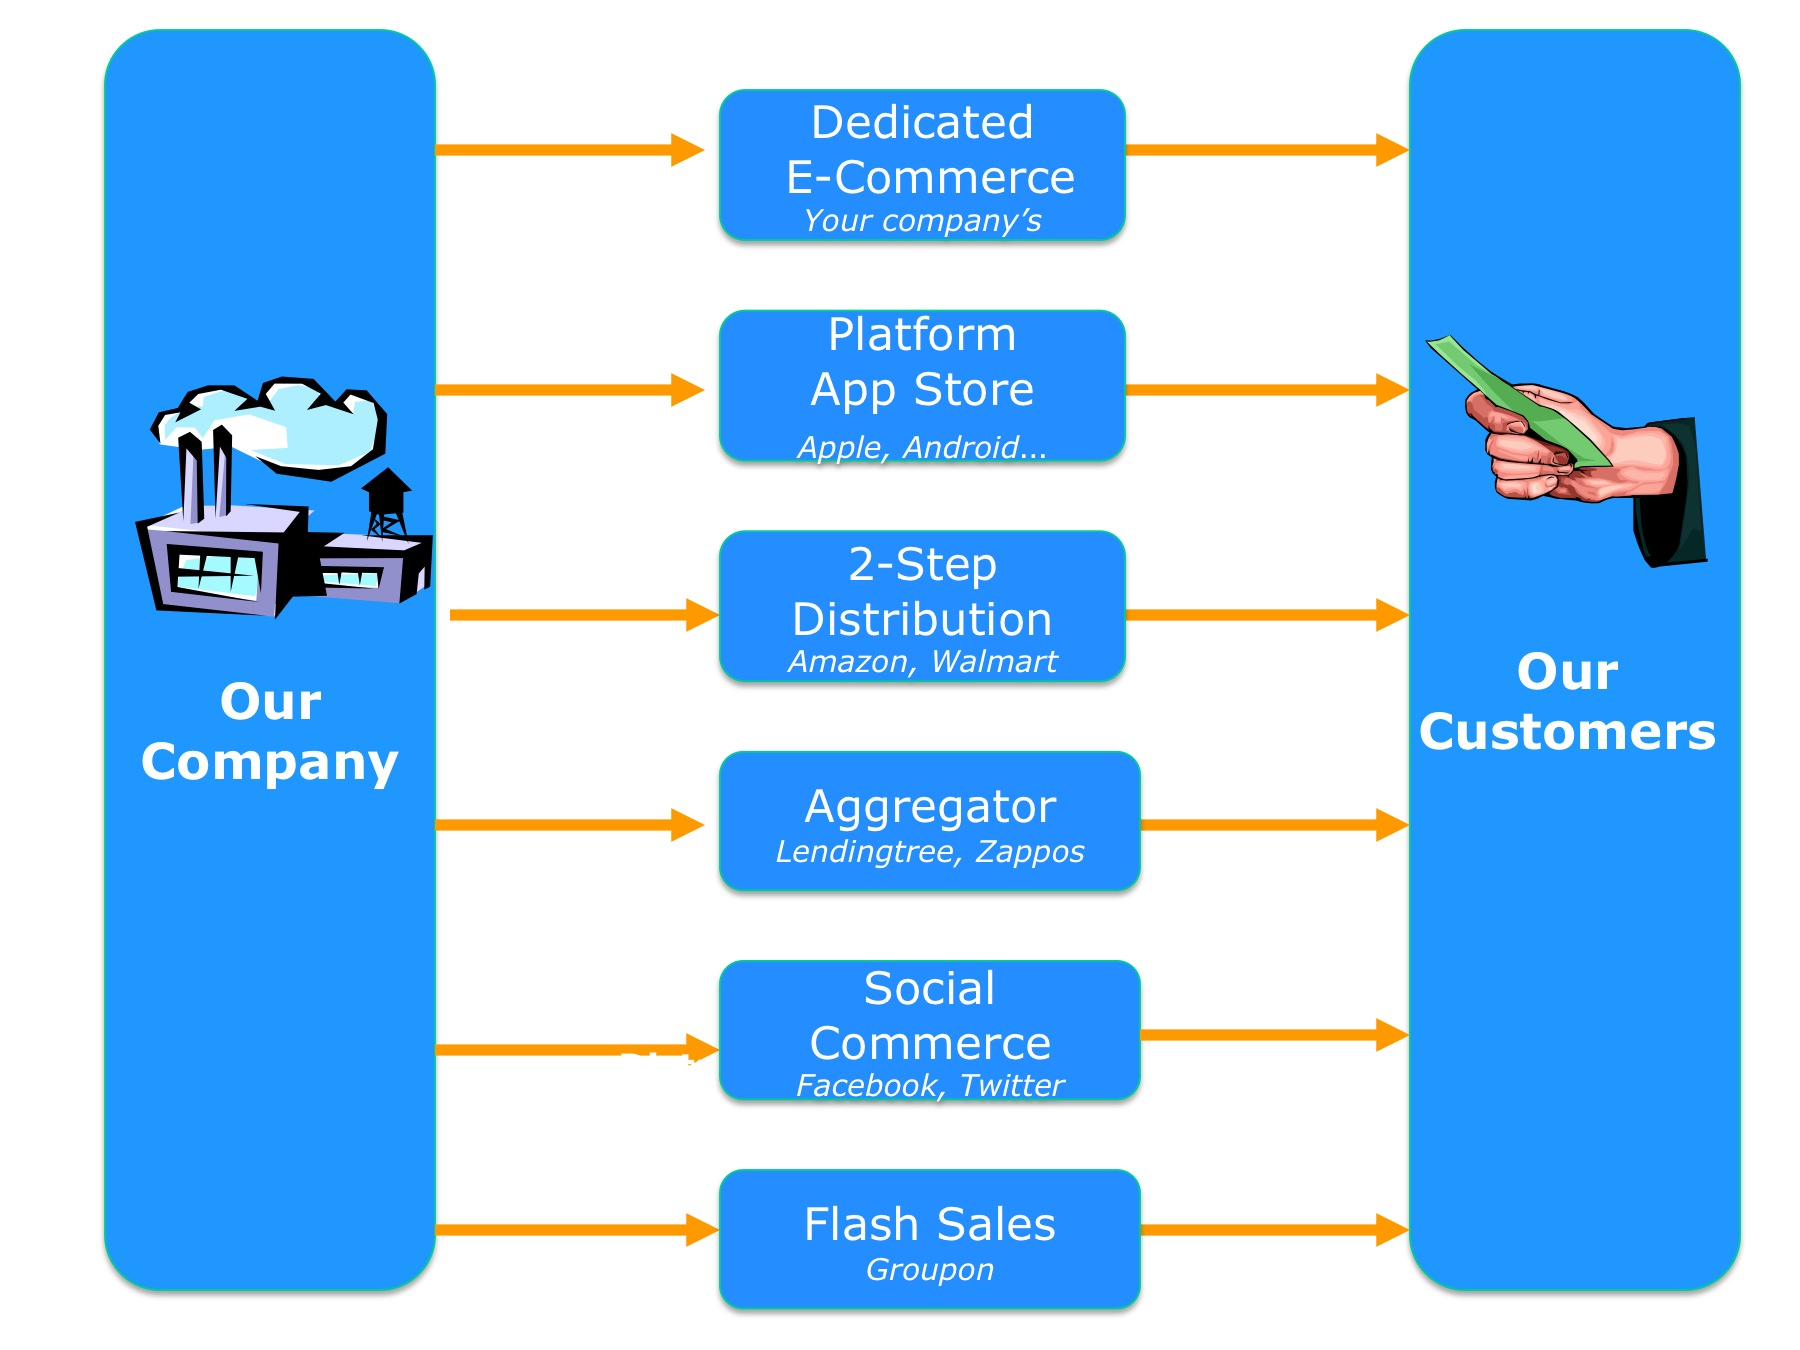 Dedicated
E-Commerce
Your company’s
Platform
App Store
Apple, Android...
2-Step
Distribution
Amazon, Walmart
Our
Company
Our
Customers
Aggregator
Lendingtree, Zappos
Social
Commerce
Facebook, Twitter
Flash Sales
Groupon